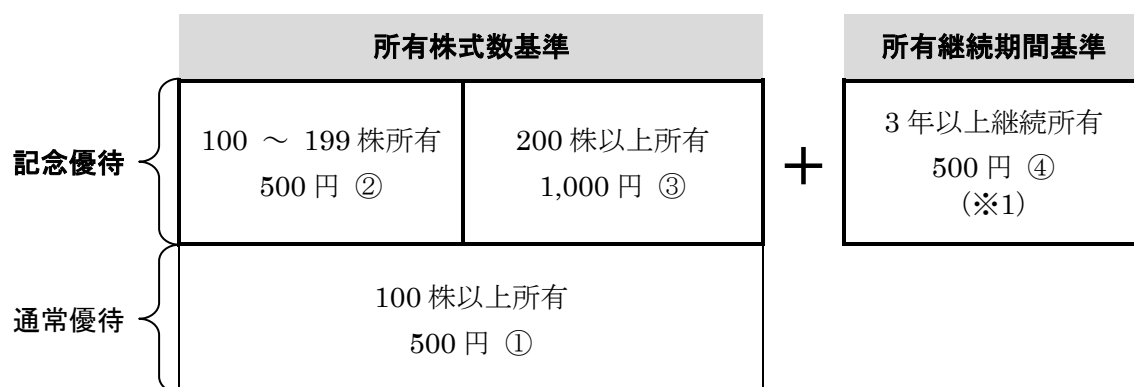 所有株式数基準
所有継続期間基準
記念優待
100 ～ 199 株所有
500 円 ②
200 株以上所有
1,000 円 ③
＋
3 年以上継続所有
500 円 ④
(※1)
通常優待
100 株以上所有
500 円 ①